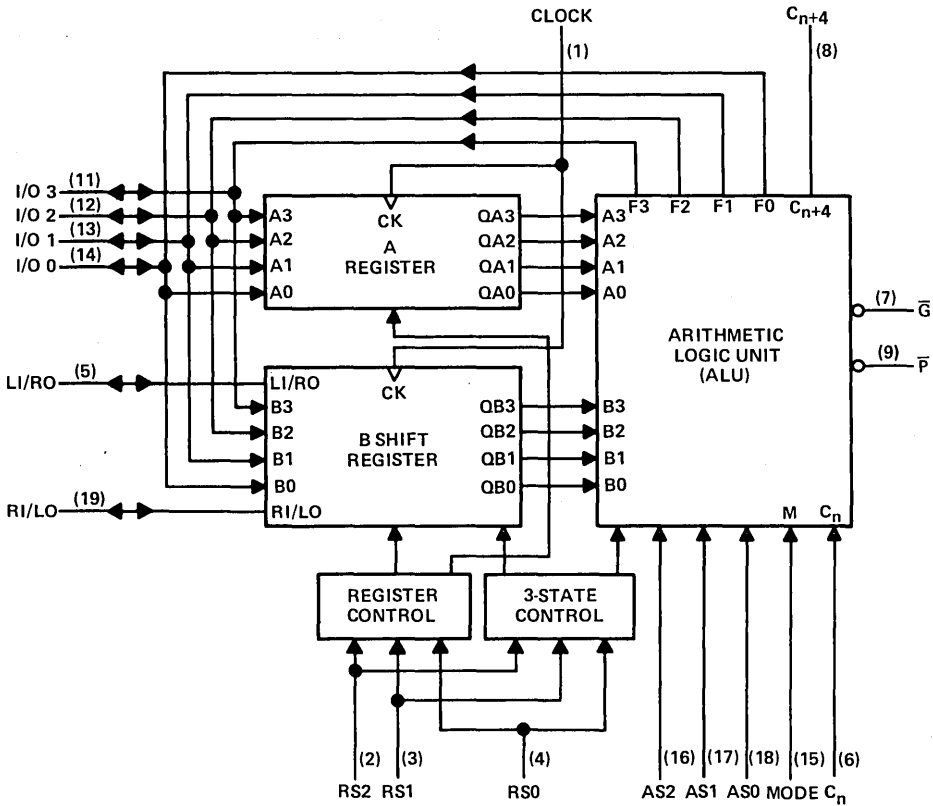 CLOCK
C̅n+4
(1)
(8)
I/O 3 (11)
I/O 2 (12)
I/O 1 (13)
I/O 0 (14)
CK
A
REGISTER
A3
A2
A1
A0
QA3
QA2
QA1
QA0
F3 F2 F1 F0 Cn+4
A3
A2
A1
A0
ARITHMETIC
LOGIC UNIT
(ALU)
(7) G̅
(9) P̅
LI/RO (5)
LI/RO
CK
B3
B2
B1
B0
B SHIFT
REGISTER
QB3
QB2
QB1
QB0
B3
B2
B1
B0
RI/LO (19)
RI/LO
M Cn
REGISTER
CONTROL
3-STATE
CONTROL
(2) (3) (4) (16) (17) (18) (15) (6)
RS2 RS1 RS0 AS2 AS1 AS0 MODE Cn